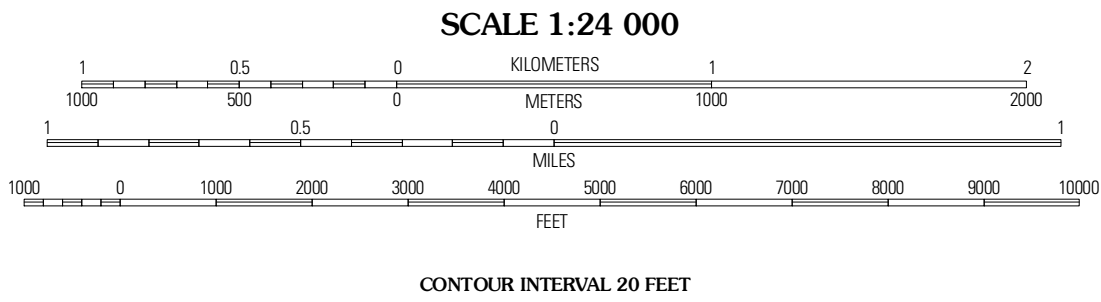 SCALE 1:24 000
1 0.5 0 KILOMETERS 1 2
1000 500 0 METERS 1000 2000
1 0.5 0 1
MILES
1000 0 1000 2000 3000 4000 5000 6000 7000 8000 9000 10000
FEET
CONTOUR INTERVAL 20 FEET